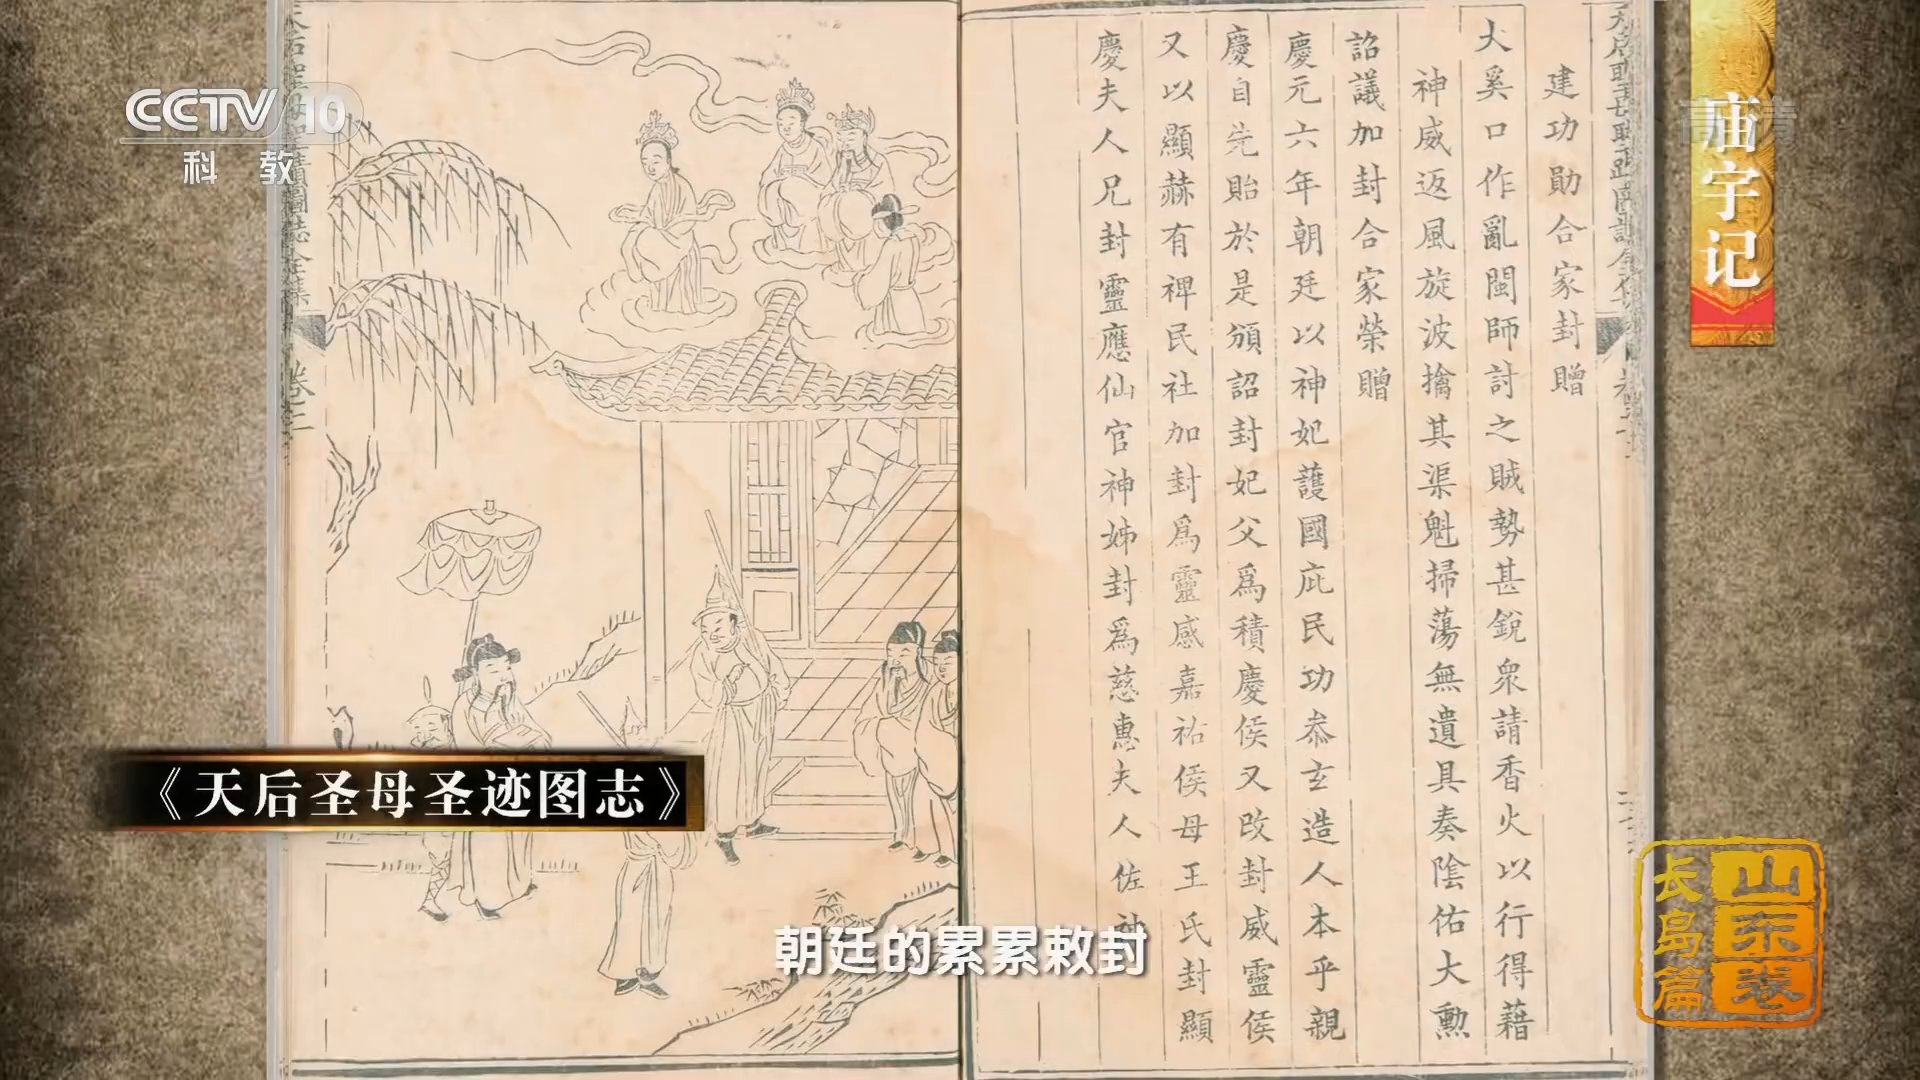 CCTV 10
科教
庙宇记
建功勛合家封贈
大奚口作亂閩師討之賊勢甚銳衆請香火以行得藉
神威返風旋波擒其渠魁掃蕩無遺具奏陰佑大勳
詔議加封合家榮贈
慶元六年朝廷以神妃護國庇民功叅玄造人本乎親
慶自先貽於是頒詔封妃父爲積慶侯又改封威靈侯
又以顯赫有裨民社加封爲靈感嘉祐侯母王氏封顯
慶夫人兄封靈應仙官神姊封爲慈惠夫人佐神
卷二
《天后圣母圣迹图志》
朝廷的累累敕封
山东卷
长岛篇